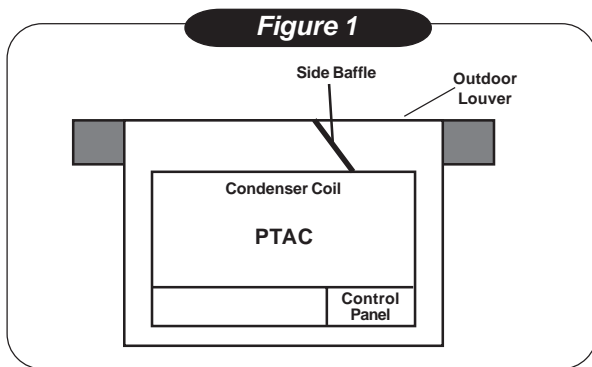 Figure 1
Side Baffle
Outdoor
Louver
Condenser Coil
PTAC
Control
Panel